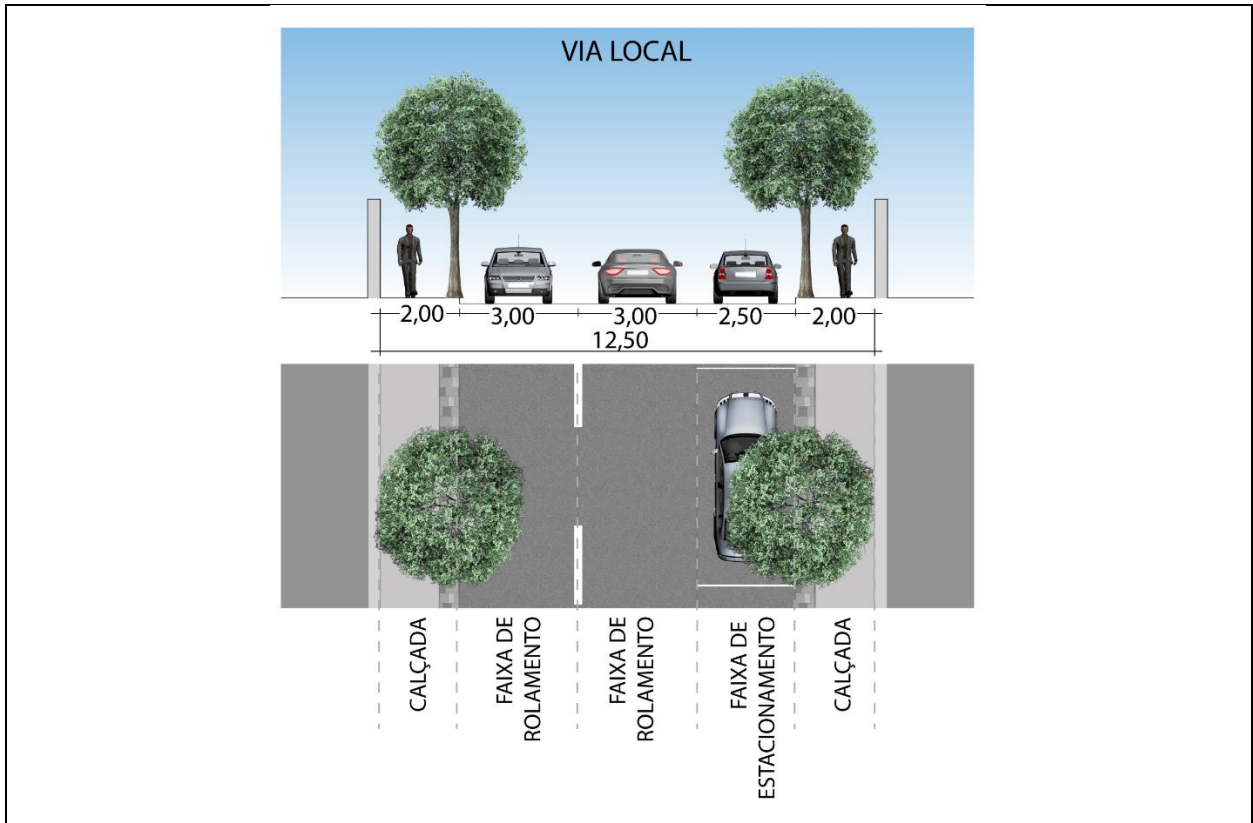 VIA LOCAL
2,00 3,00 3,00 2,50 2,00
12,50
CALÇADA
FAIXA DE
ROLAMENTO
FAIXA DE
ROLAMENTO
FAIXA DE
ESTACIONAMENTO
CALÇADA